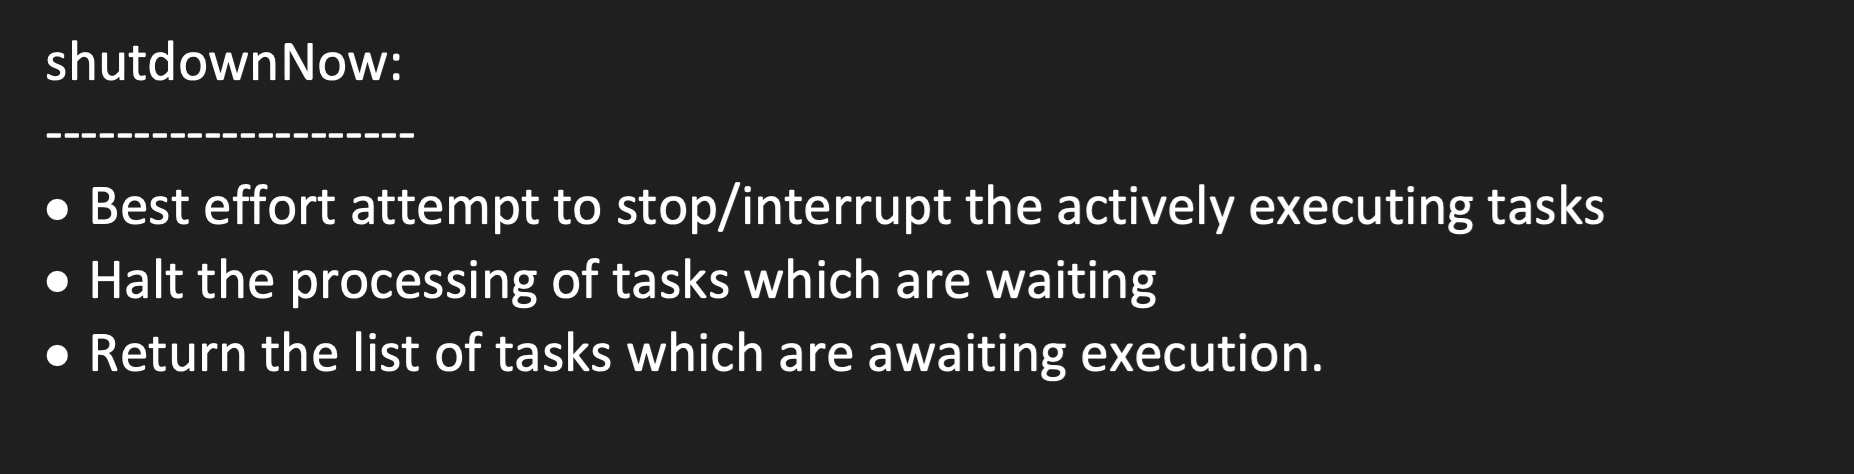 shutdownNow:
---------------------
● Best effort attempt to stop/interrupt the actively executing tasks
● Halt the processing of tasks which are waiting
● Return the list of tasks which are awaiting execution.